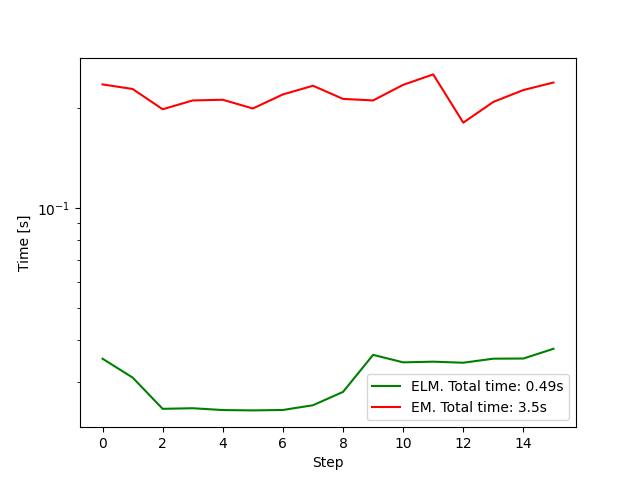 Time [s]
10⁻¹
0 2 4 6 8 10 12 14
Step
ELM. Total time: 0.49s
EM. Total time: 3.5s